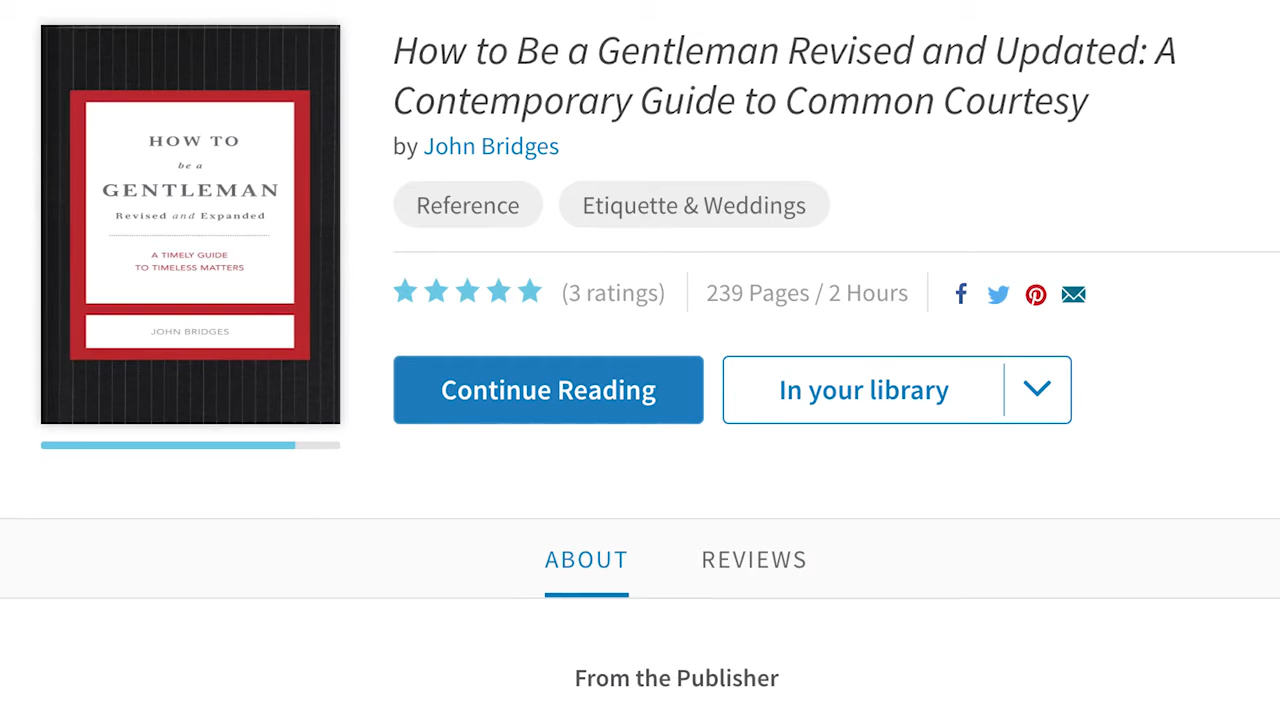 HOW TO
be a
GENTLEMAN
Revised and Expanded
A TIMELY GUIDE
TO TIMELESS MATTERS
JOHN BRIDGES
How to Be a Gentleman Revised and Updated: A
Contemporary Guide to Common Courtesy
by John Bridges
Reference Etiquette & Weddings
(3 ratings) 239 Pages / 2 Hours
Continue Reading In your library
ABOUT REVIEWS
From the Publisher